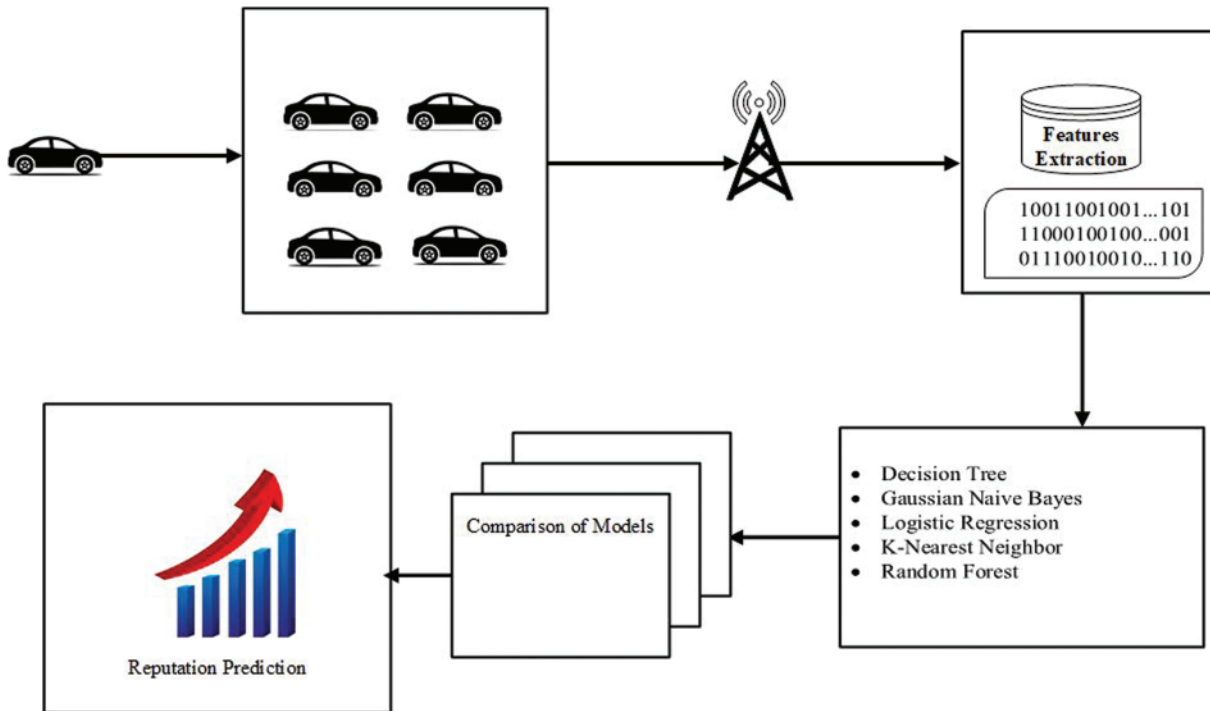 Features
Extraction
10011001001...101
11000100100...001
01110010010...110
• Decision Tree
• Gaussian Naive Bayes
• Logistic Regression
• K-Nearest Neighbor
• Random Forest
Comparison of Models
Reputation Prediction